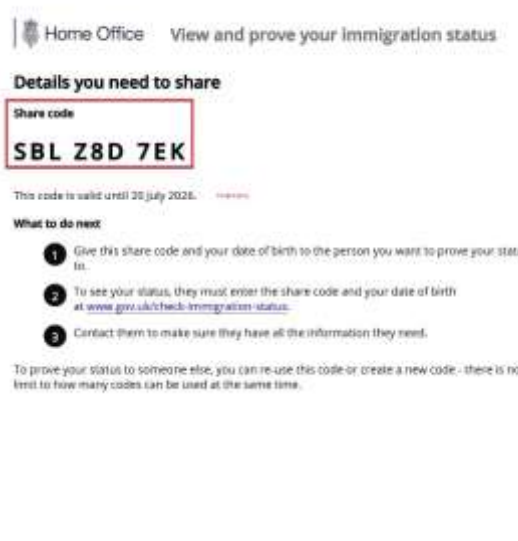 Home Office View and prove your immigration status
Details you need to share
Share code
SBL Z8D 7EK
This code is valid until 20 July 2026.
What to do next
1 Give this share code and your date of birth to the person you want to prove your stat
to.
2 To see your status, they must enter the share code and your date of birth
at www.gov.uk/check-immigration-status.
3 Contact them to make sure they have all the information they need.
To prove your status to someone else, you can re-use this code or create a new code - there is no
limit to how many codes can be used at the same time.